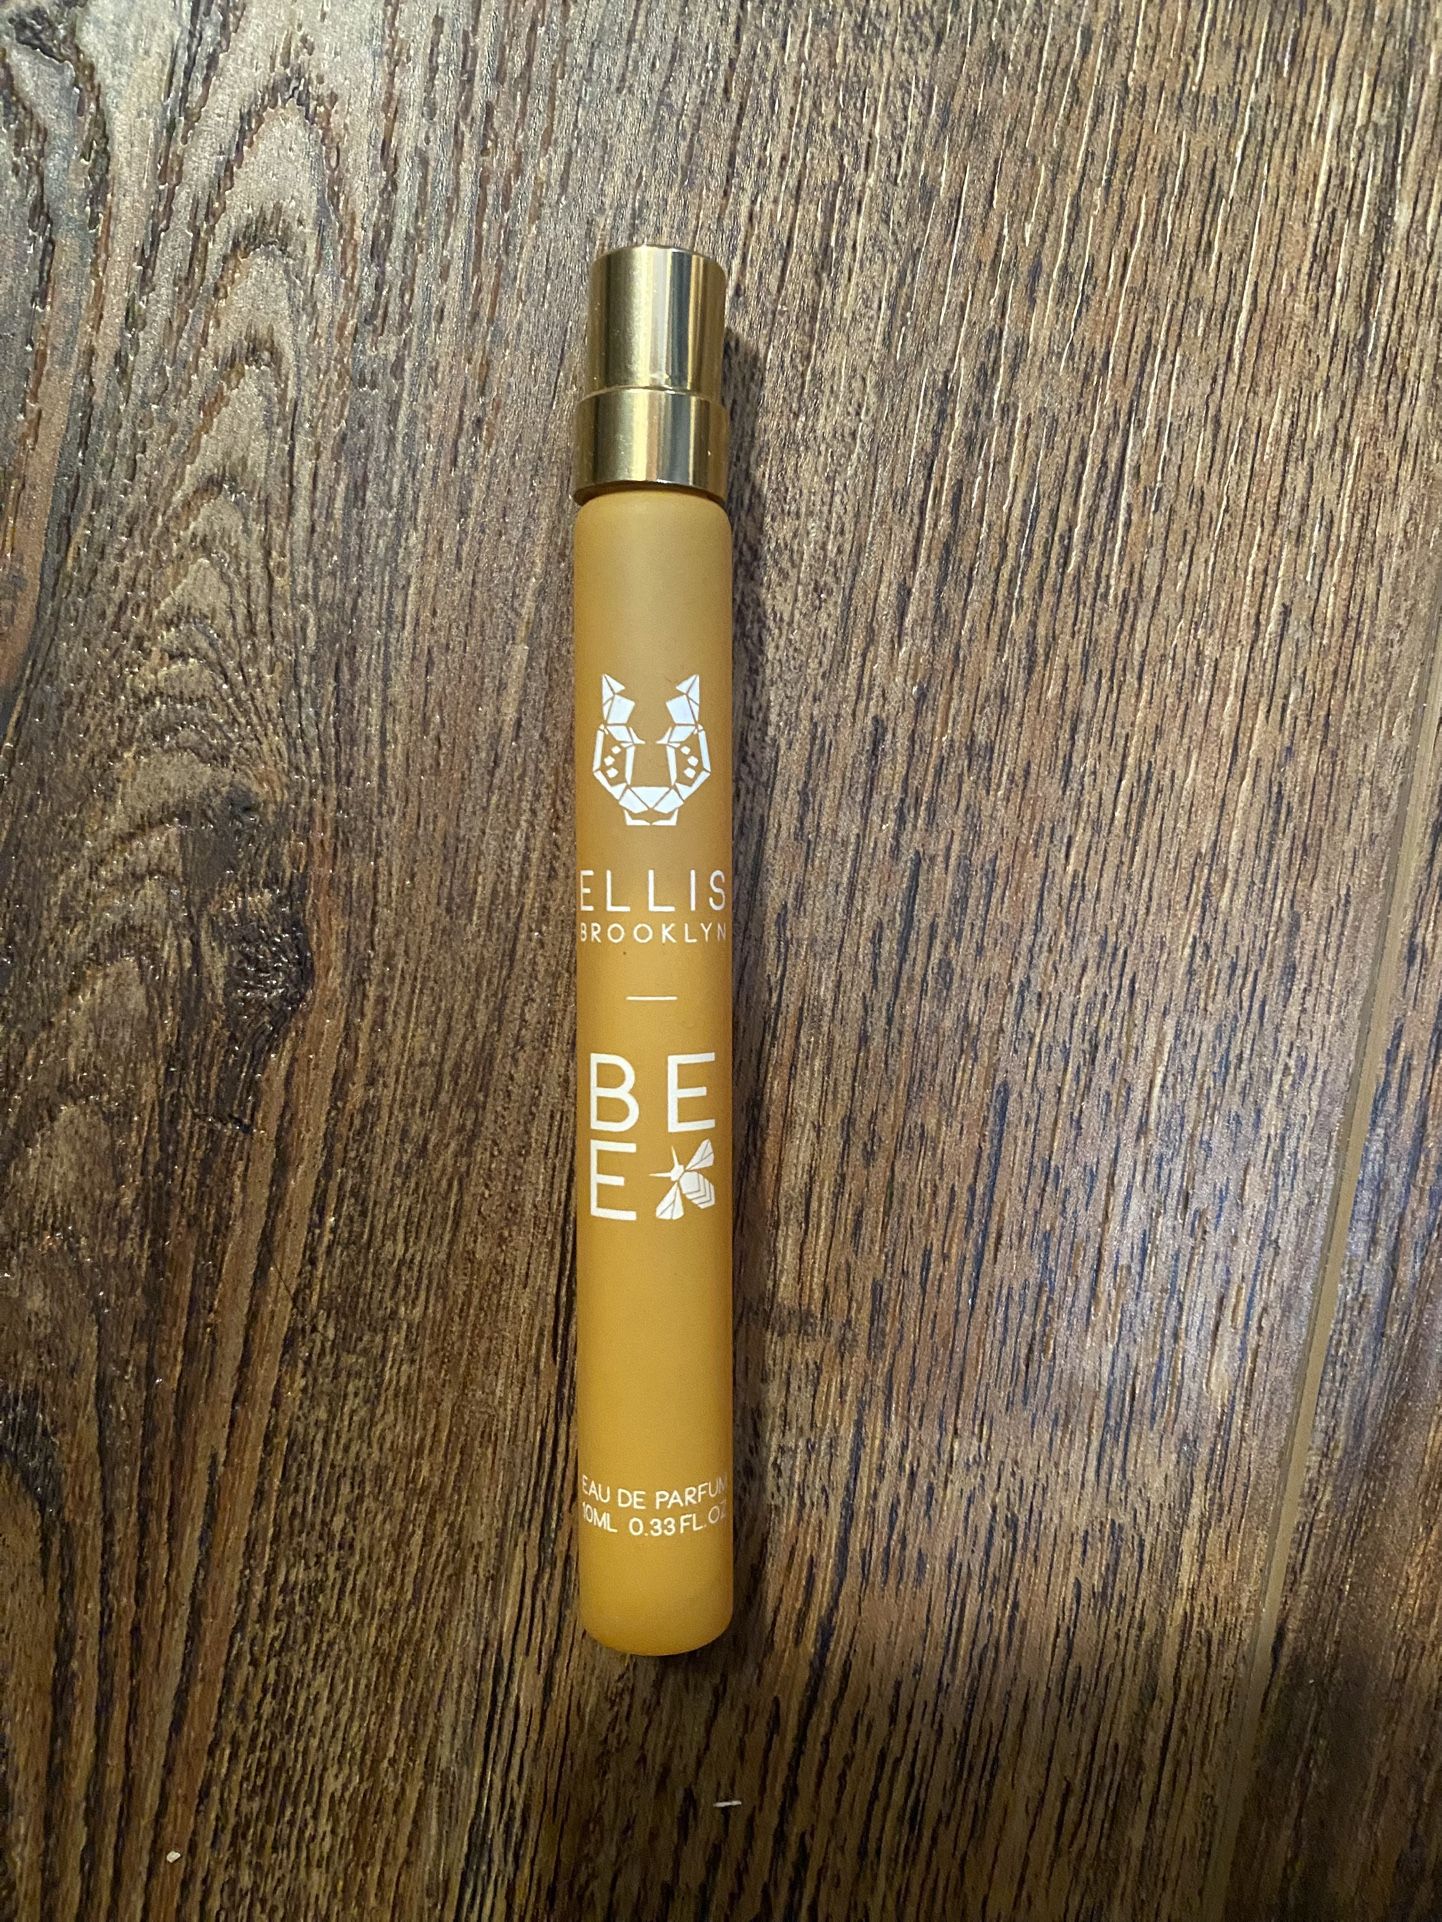 ELLIS
BROOKLYN
BE
E
EAU DE PARFUM
10ML 0.33 FL.OZ